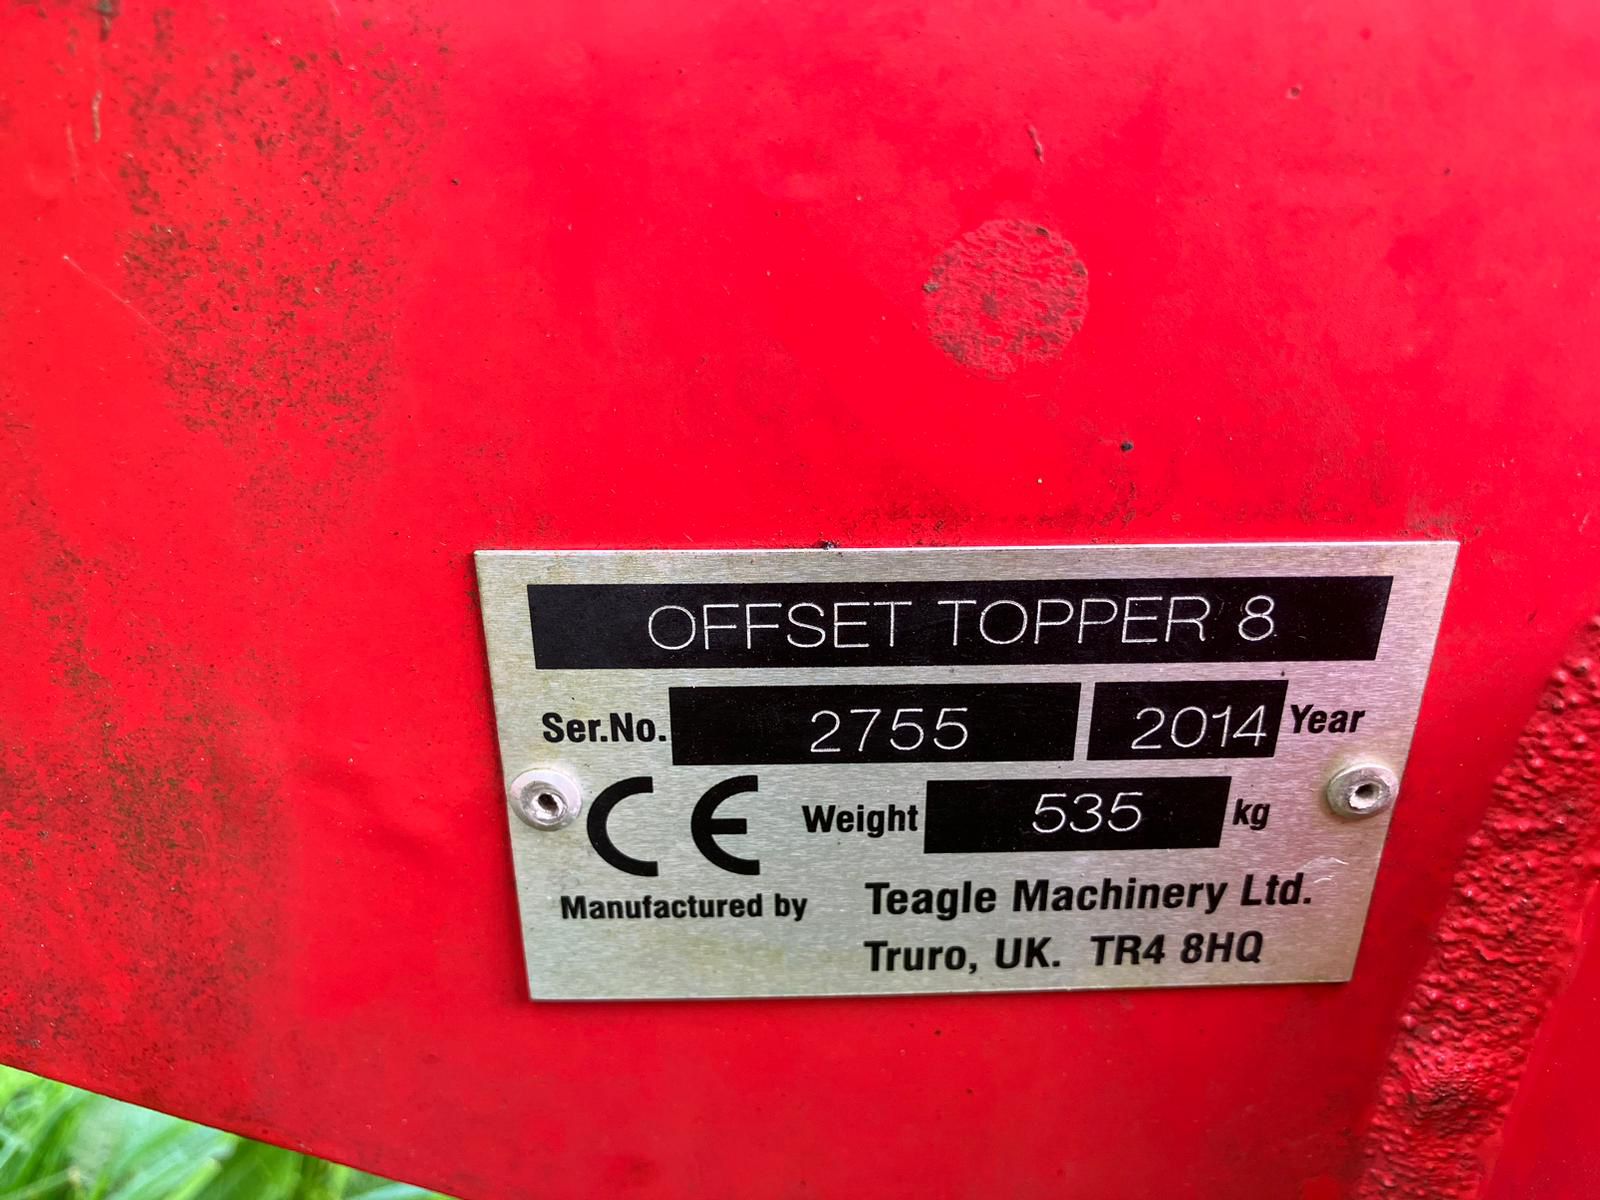 OFFSET TOPPER 8
Ser.No. 2755 2014 Year
CE Weight 535 kg
Manufactured by Teagle Machinery Ltd.
Truro, UK. TR4 8HQ